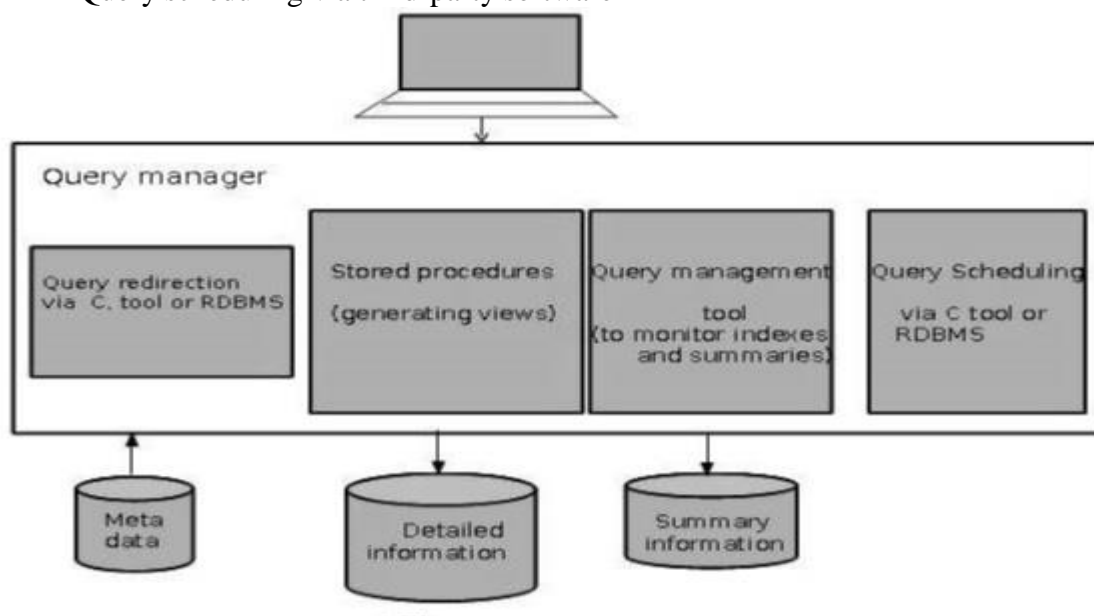 Query manager
Query redirection
via C, tool or RDBMS
Stored procedures
(generating views)
Query management
tool
(to monitor indexes
and summaries)
Query Scheduling
via C tool or
RDBMS
Meta
data
Detailed
information
Summary
information